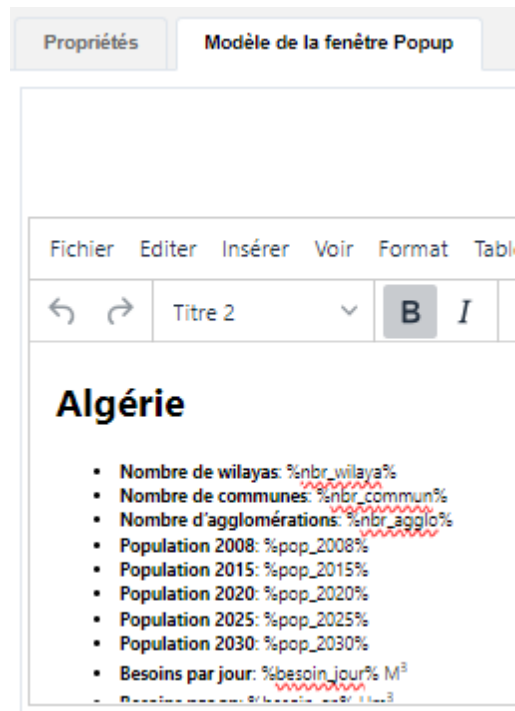 Propriétés Modèle de la fenêtre Popup
Fichier Editer Insérer Voir Format Tabl
Titre 2 B I
Algérie
• Nombre de wilayas: %nbr_wilaya%
• Nombre de communes: %nbr_commun%
• Nombre d'agglomérations: %nbr_agglo%
• Population 2008: %pop_2008%
• Population 2015: %pop_2015%
• Population 2020: %pop_2020%
• Population 2025: %pop_2025%
• Population 2030: %pop_2030%
• Besoins par jour: %besoin_jour% M³